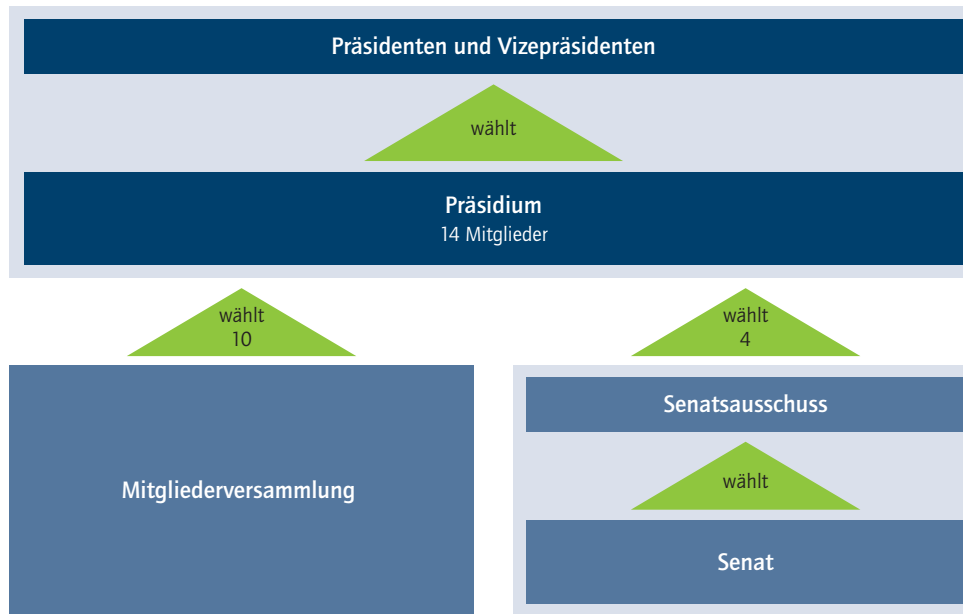 Präsidenten und Vizepräsidenten
wählt
Präsidium
14 Mitglieder
wählt
10
wählt
4
Mitgliederversammlung
Senatsausschuss
wählt
Senat